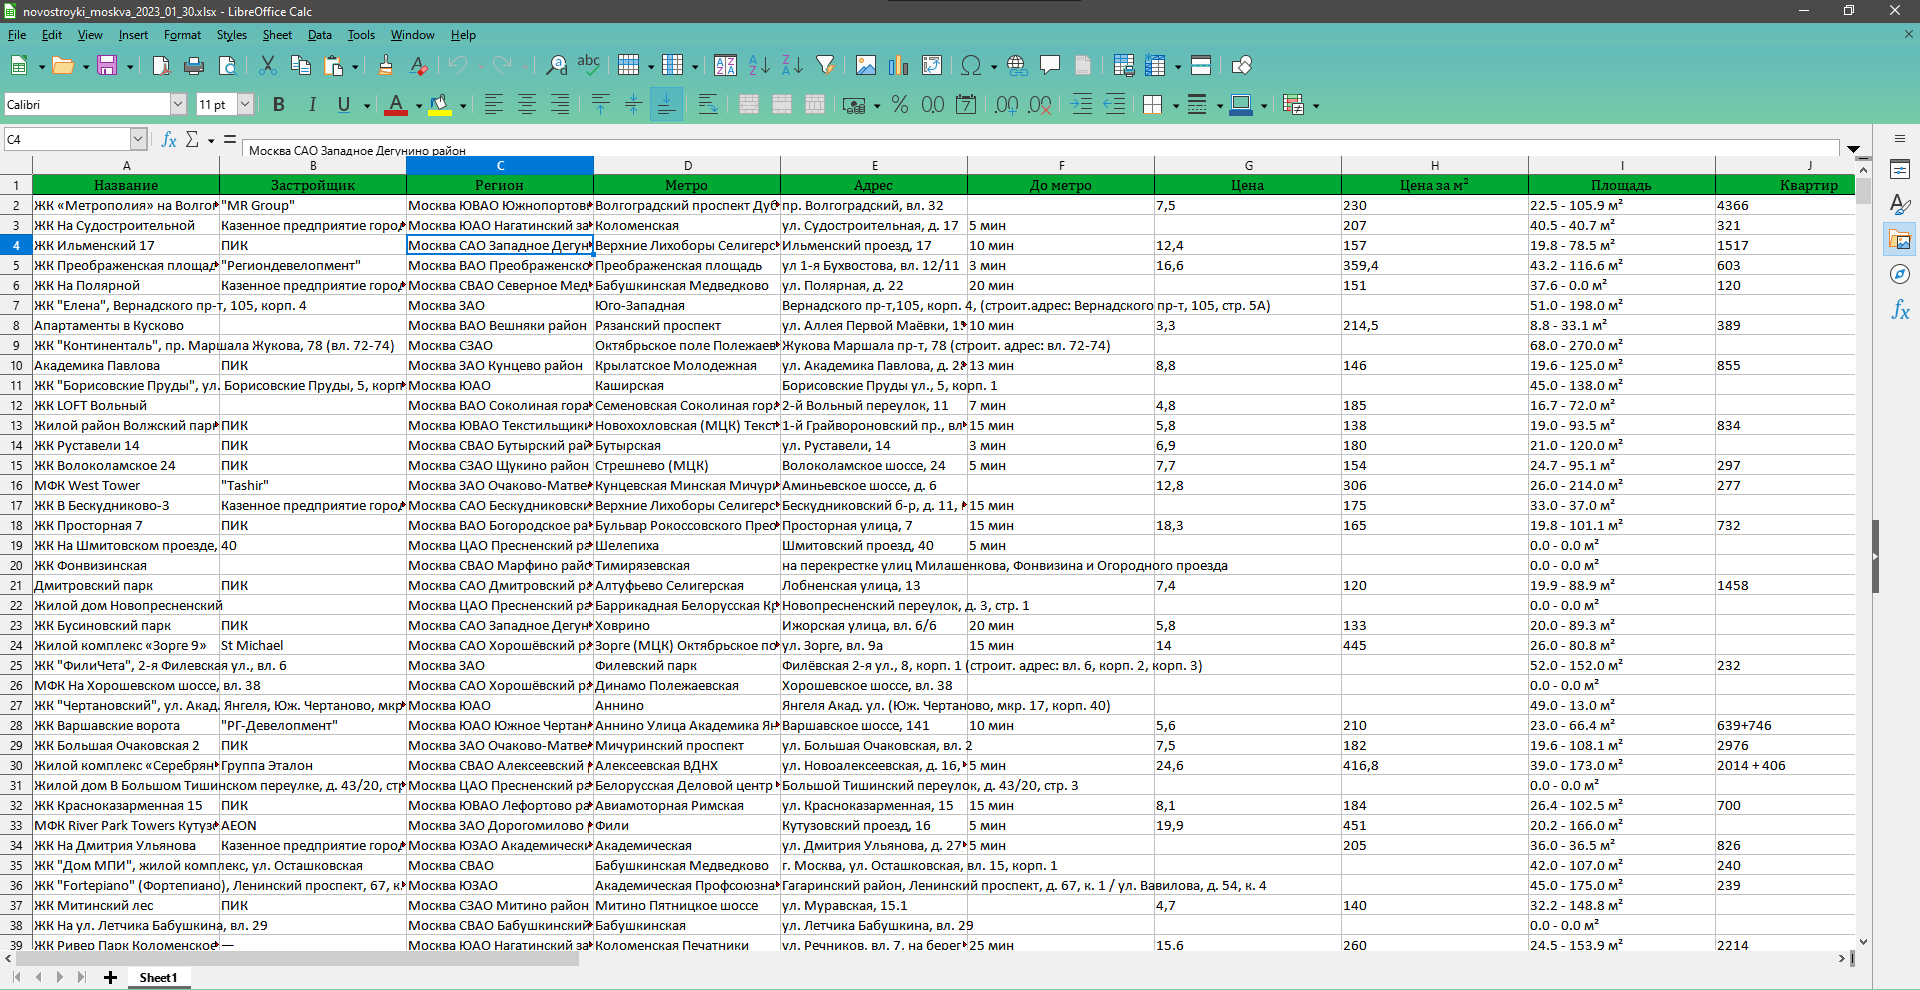 novostroyki_moskva_2023_01_30.xlsx - LibreOffice Calc
File Edit View Insert Format Styles Sheet Data Tools Window Help
Calibri 11 pt
C4 Москва САО Западное Дегунино район
A B C D E F G H I J
1 Название Застройщик Регион Метро Адрес До метро Цена Цена за м² Площадь Квартир
2 ЖК «Метрополия» на Волгог "MR Group" Москва ЮВАО Южнопортов Волгоградский проспект Дуб пр. Волгоградский, вл. 32 7,5 230 22.5 - 105.9 м² 4366
3 ЖК На Судостроительной Казенное предприятие город Москва ЮАО Нагатинский за Коломенская ул. Судостроительная, д. 17 5 мин 207 40.5 - 40.7 м² 321
4 ЖК Ильменский 17 ПИК Москва САО Западное Дегун Верхние Лихоборы Селигерс Ильменский проезд, 17 10 мин 12,4 157 19.8 - 78.5 м² 1517
5 ЖК Преображенская площад "Региондевелопмент" Москва ВАО Преображенско Преображенская площадь ул 1-я Бухвостова, вл. 12/11 3 мин 16,6 359,4 43.2 - 116.6 м² 603
6 ЖК На Полярной Казенное предприятие город Москва СВАО Северное Мед Бабушкинская Медведково ул. Полярная, д. 22 20 мин 151 37.6 - 0.0 м² 120
7 ЖК "Елена", Вернадского пр-т, 105, корп. 4 Москва ЗАО Юго-Западная Вернадского пр-т,105, корп. 4, (строит.адрес: Вернадского пр-т, 105, стр. 5А) 51.0 - 198.0 м²
8 Апартаменты в Кусково Москва ВАО Вешняки район Рязанский проспект ул. Аллея Первой Маёвки, 15 10 мин 3,3 214,5 8.8 - 33.1 м² 389
9 ЖК "Континенталь", пр. Маршала Жукова, 78 (вл. 72-74) Москва СЗАО Октябрьское поле Полежаев Жукова Маршала пр-т, 78 (строит. адрес: вл. 72-74) 68.0 - 270.0 м²
10 Академика Павлова ПИК Москва ЗАО Кунцево район Крылатское Молодежная ул. Академика Павлова, д. 28 13 мин 8,8 146 19.6 - 125.0 м² 855
11 ЖК "Борисовские Пруды", ул. Борисовские Пруды, 5, корп Москва ЮАО Каширская Борисовские Пруды ул., 5, корп. 1 45.0 - 138.0 м²
12 ЖК LOFT Вольный Москва ВАО Соколиная гора Семеновская Соколиная гора 2-й Вольный переулок, 11 7 мин 4,8 185 16.7 - 72.0 м²
13 Жилой район Волжский парк ПИК Москва ЮВАО Текстильщики Новохохловская (МЦК) Текст 1-й Грайвороновский пр., вл 15 мин 5,8 138 19.0 - 93.5 м² 834
14 ЖК Руставели 14 ПИК Москва СВАО Бутырский рай Бутырская ул. Руставели, 14 3 мин 6,9 180 21.0 - 120.0 м²
15 ЖК Волоколамское 24 ПИК Москва СЗАО Щукино район Стрешнево (МЦК) Волоколамское шоссе, 24 5 мин 7,7 154 24.7 - 95.1 м² 297
16 МФК West Tower "Tashir" Москва ЗАО Очаково-Матве Кунцевская Минская Мичури Аминьевское шоссе, д. 6 12,8 306 26.0 - 214.0 м² 277
17 ЖК В Бескудниково-3 Казенное предприятие город Москва САО Бескудниковски Верхние Лихоборы Селигерс Бескудниковский б-р, д. 11, 15 мин 175 33.0 - 37.0 м²
18 ЖК Просторная 7 ПИК Москва ВАО Богородское ра Бульвар Рокоссовского Прео Просторная улица, 7 15 мин 18,3 165 19.8 - 101.1 м² 732
19 ЖК На Шмитовском проезде, 40 Москва ЦАО Пресненский ра Шелепиха Шмитовский проезд, 40 5 мин 0.0 - 0.0 м²
20 ЖК Фонвизинская Москва СВАО Марфино райо Тимирязевская на перекрестке улиц Милашенкова, Фонвизина и Огородного проезда 0.0 - 0.0 м²
21 Дмитровский парк ПИК Москва САО Дмитровский ра Алтуфьево Селигерская Лобненская улица, 13 7,4 120 19.9 - 88.9 м² 1458
22 Жилой дом Новопресненский Москва ЦАО Пресненский ра Баррикадная Белорусская Кр Новопресненский переулок, д. 3, стр. 1 0.0 - 0.0 м²
23 ЖК Бусиновский парк ПИК Москва САО Западное Дегун Ховрино Ижорская улица, вл. 6/6 20 мин 5,8 133 20.0 - 89.3 м²
24 Жилой комплекс «Зорге 9» St Michael Москва САО Хорошёвский ра Зорге (МЦК) Октябрьское по ул. Зорге, вл. 9а 15 мин 14 445 26.0 - 80.8 м²
25 ЖК "ФилиЧета", 2-я Филевская ул., вл. 6 Москва ЗАО Филевский парк Филёвская 2-я ул., 8, корп. 1 (строит. адрес: вл. 6, корп. 2, корп. 3) 52.0 - 152.0 м² 232
26 МФК На Хорошевском шоссе, вл. 38 Москва САО Хорошёвский ра Динамо Полежаевская Хорошевское шоссе, вл. 38 0.0 - 0.0 м²
27 ЖК "Чертановский", ул. Акад. Янгеля, Юж. Чертаново, мкр Москва ЮАО Аннино Янгеля Акад. ул. (Юж. Чертаново, мкр. 17, корп. 40) 49.0 - 13.0 м²
28 ЖК Варшавские ворота "РГ-Девелопмент" Москва ЮАО Южное Чертан Аннино Улица Академика Ян Варшавское шоссе, 141 10 мин 5,6 210 23.0 - 66.4 м² 639+746
29 ЖК Большая Очаковская 2 ПИК Москва ЗАО Очаково-Матве Мичуринский проспект ул. Большая Очаковская, вл. 2 7,5 182 19.6 - 108.1 м² 2976
30 Жилой комплекс «Серебрян Группа Эталон Москва СВАО Алексеевский Алексеевская ВДНХ ул. Новоалексеевская, д. 16, 5 мин 24,6 416,8 39.0 - 173.0 м² 2014 + 406
31 Жилой дом В Большом Тишинском переулке, д. 43/20, стр Москва ЦАО Пресненский ра Белорусская Деловой центр Большой Тишинский переулок, д. 43/20, стр. 3 0.0 - 0.0 м²
32 ЖК Красноказарменная 15 ПИК Москва ЮВАО Лефортово ра Авиамоторная Римская ул. Красноказарменная, 15 15 мин 8,1 184 26.4 - 102.5 м² 700
33 МФК River Park Towers Кутузо AEON Москва ЗАО Дорогомилово Фили Кутузовский проезд, 16 5 мин 19,9 451 20.2 - 166.0 м²
34 ЖК На Дмитрия Ульянова Казенное предприятие город Москва ЮЗАО Академически Академическая ул. Дмитрия Ульянова, д. 27 5 мин 205 36.0 - 36.5 м² 826
35 ЖК "Дом МПИ", жилой комплекс, ул. Осташковская Москва СВАО Бабушкинская Медведково г. Москва, ул. Осташковская, вл. 15, корп. 1 42.0 - 107.0 м² 240
36 ЖК "Fortepiano" (Фортепиано), Ленинский проспект, 67, к. Москва ЮЗАО Академическая Профсоюзна Гагаринский район, Ленинский проспект, д. 67, к. 1 / ул. Вавилова, д. 54, к. 4 45.0 - 175.0 м² 239
37 ЖК Митинский лес ПИК Москва СЗАО Митино район Митино Пятницкое шоссе ул. Муравская, 15.1 4,7 140 32.2 - 148.8 м²
38 ЖК На ул. Летчика Бабушкина, вл. 29 Москва СВАО Бабушкинский Бабушкинская ул. Летчика Бабушкина, вл. 29 0.0 - 0.0 м²
39 ЖК Ривер Парк Коломенское — Москва ЮАО Нагатинский за Коломенская Печатники ул. Речников, вл. 7, на берег 25 мин 15,6 260 24.5 - 153.9 м² 2214
Sheet1